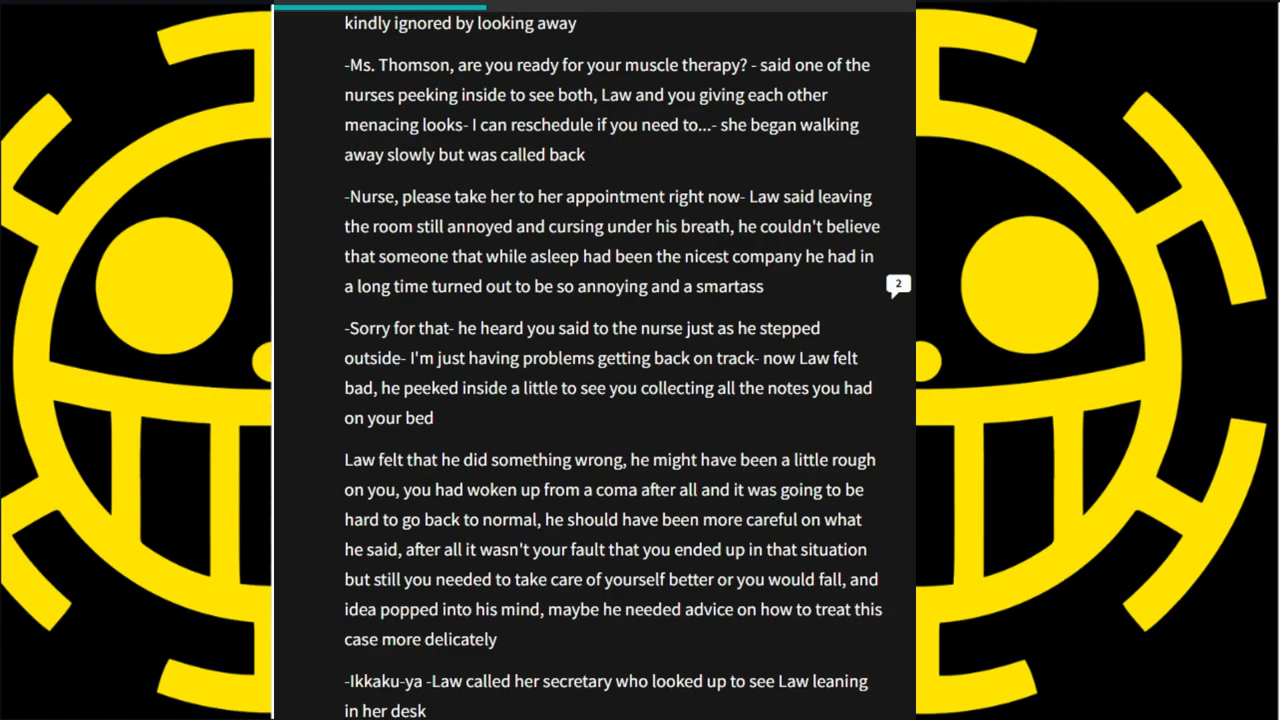 kindly ignored by looking away
-Ms. Thomson, are you ready for your muscle therapy? - said one of the
nurses peeking inside to see both, Law and you giving each other
menacing looks- I can reschedule if you need to...- she began walking
away slowly but was called back
-Nurse, please take her to her appointment right now- Law said leaving
the room still annoyed and cursing under his breath, he couldn't believe
that someone that while asleep had been the nicest company he had in
a long time turned out to be so annoying and a smartass
2
-Sorry for that- he heard you said to the nurse just as he stepped
outside- I'm just having problems getting back on track- now Law felt
bad, he peeked inside a little to see you collecting all the notes you had
on your bed
Law felt that he did something wrong, he might have been a little rough
on you, you had woken up from a coma after all and it was going to be
hard to go back to normal, he should have been more careful on what
he said, after all it wasn't your fault that you ended up in that situation
but still you needed to take care of yourself better or you would fall, and
idea popped into his mind, maybe he needed advice on how to treat this
case more delicately
-Ikkaku-ya -Law called her secretary who looked up to see Law leaning
in her desk